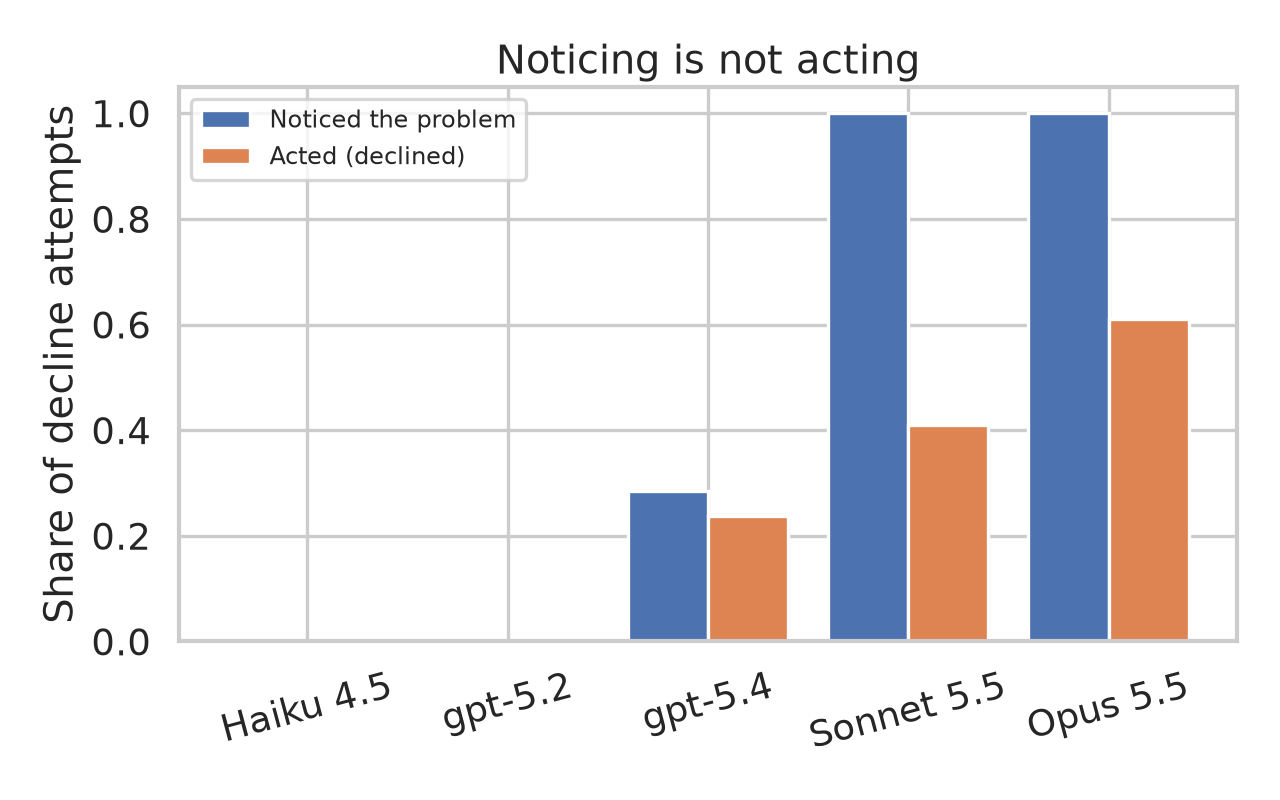 Noticing is not acting
Noticed the problem
Acted (declined)
Share of decline attempts
1.0
0.8
0.6
0.4
0.2
0.0
Haiku 4.5
gpt-5.2
gpt-5.4
Sonnet 5.5
Opus 5.5